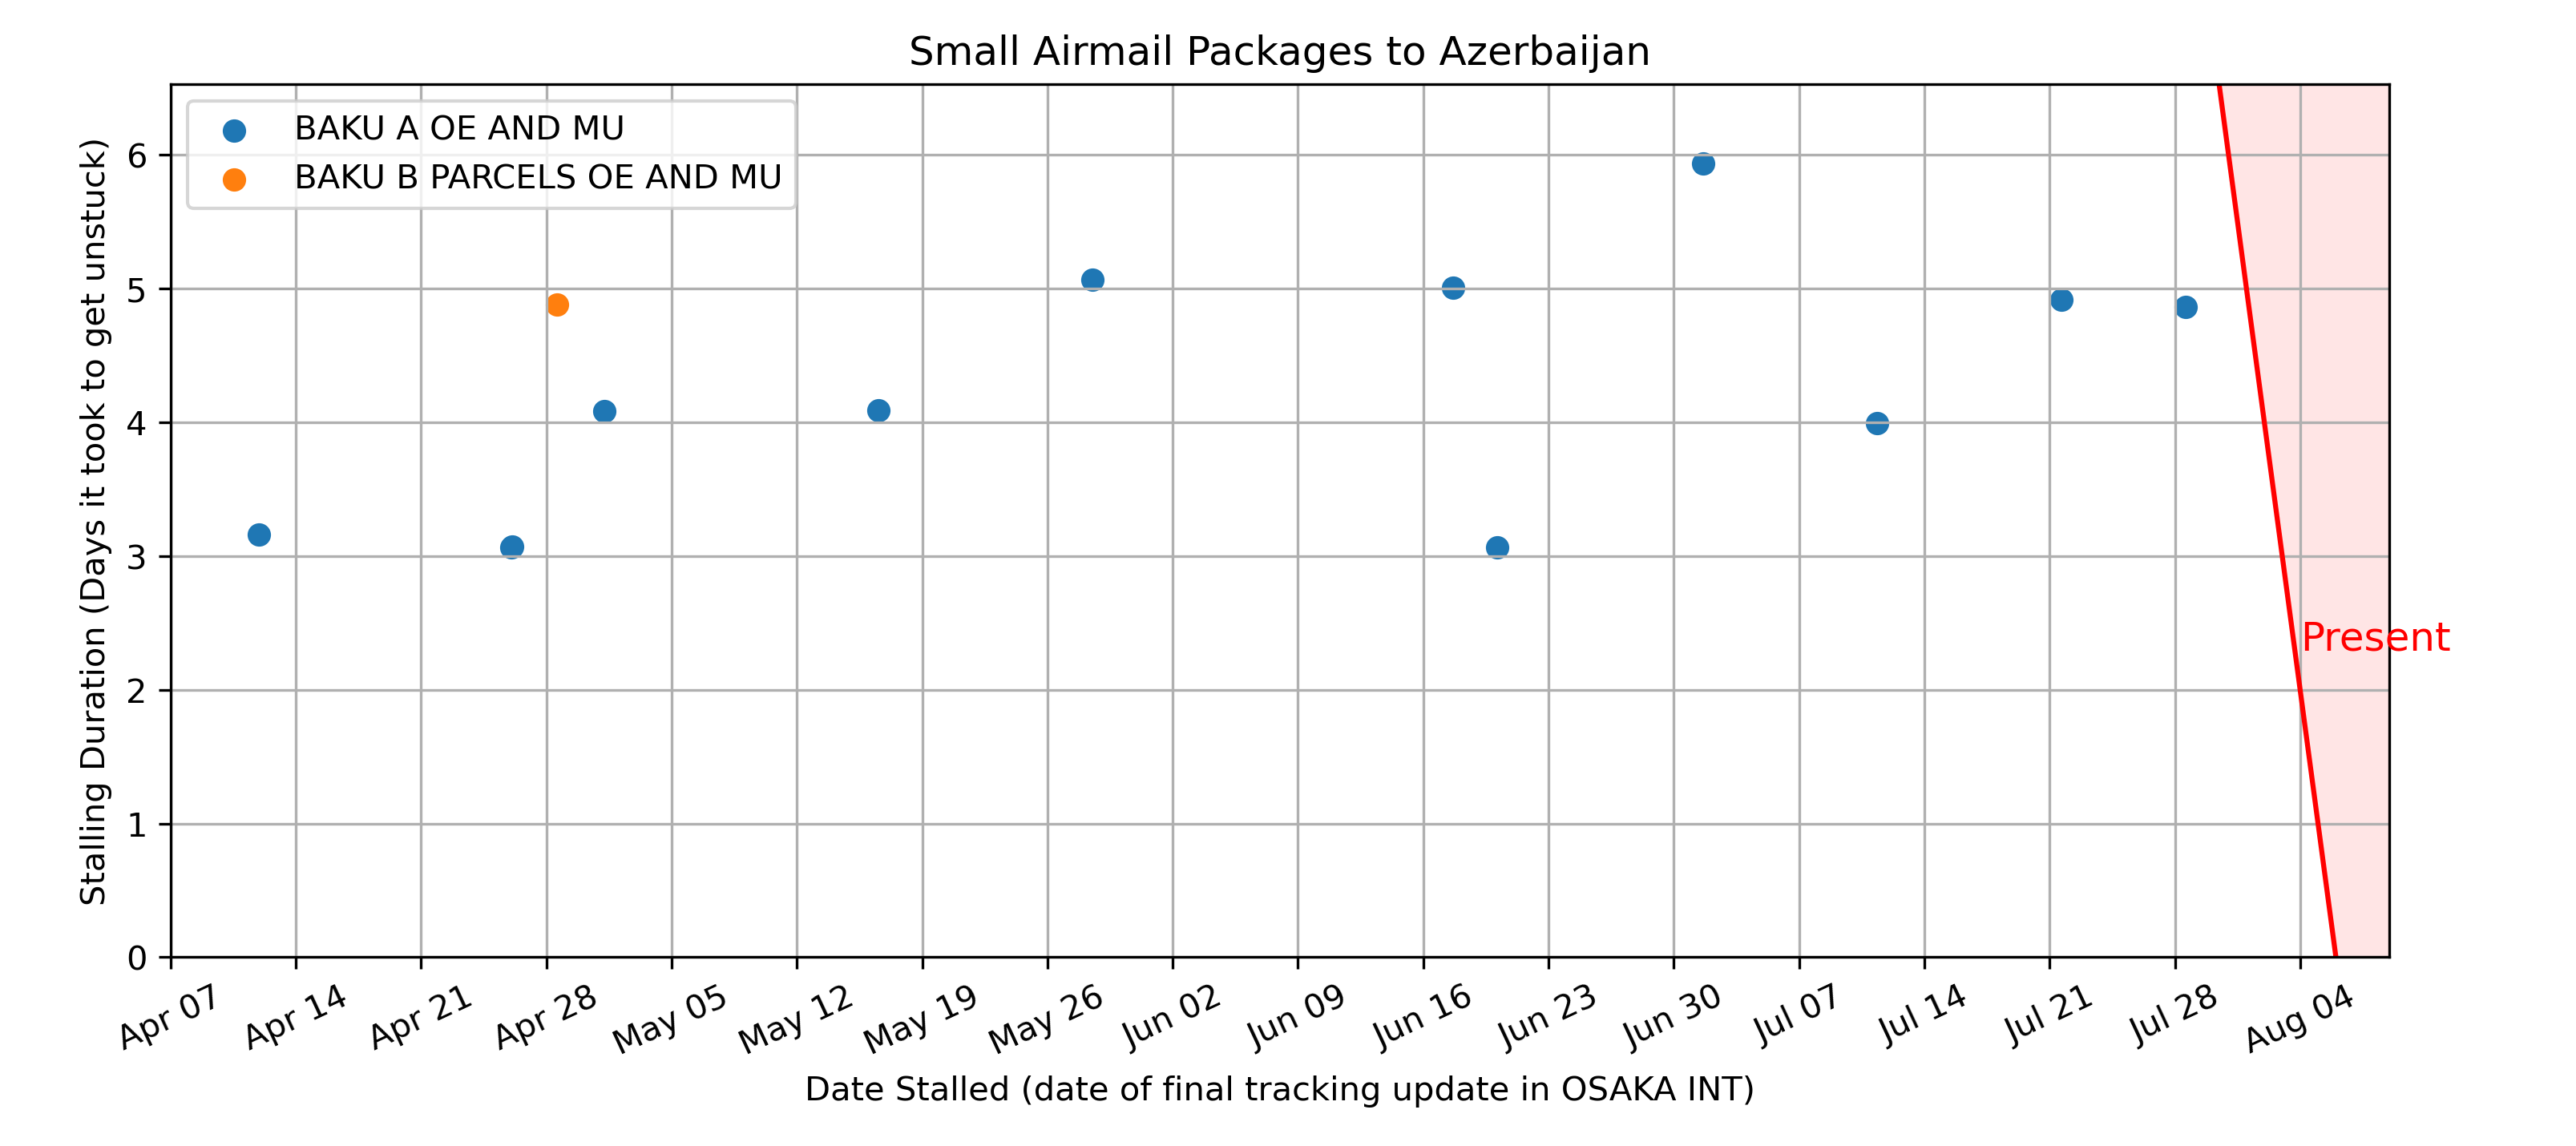 Small Airmail Packages to Azerbaijan
BAKU A OE AND MU
BAKU B PARCELS OE AND MU
Stalling Duration (Days it took to get unstuck)
6
5
4
3
2
1
0
Present
Apr 07
Apr 14
Apr 21
Apr 28
May 05
May 12
May 19
May 26
Jun 02
Jun 09
Jun 16
Jun 23
Jun 30
Jul 07
Jul 14
Jul 21
Jul 28
Aug 04
Date Stalled (date of final tracking update in OSAKA INT)